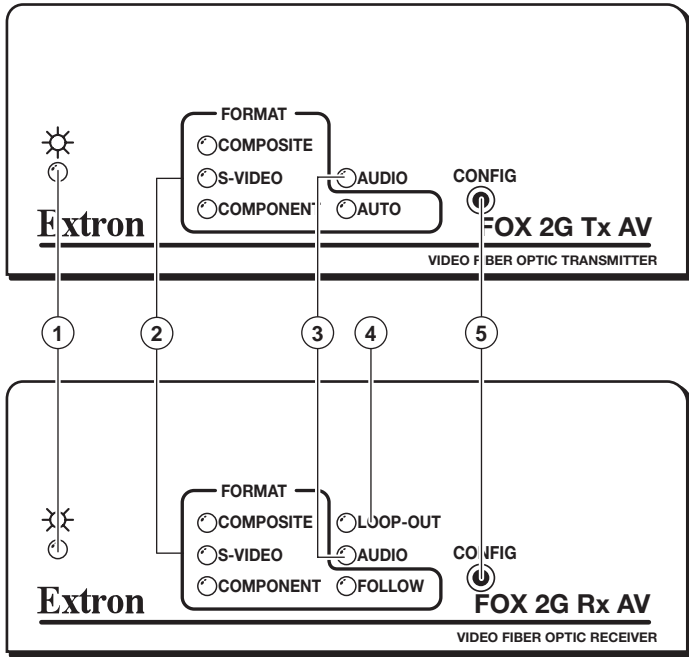 FORMAT
COMPOSITE
S-VIDEO AUDIO CONFIG
COMPONENT AUTO
Extron FOX 2G Tx AV
VIDEO FIBER OPTIC TRANSMITTER
1 2 3 4 5
FORMAT
COMPOSITE LOOP-OUT
S-VIDEO AUDIO CONFIG
COMPONENT FOLLOW
Extron FOX 2G Rx AV
VIDEO FIBER OPTIC RECEIVER